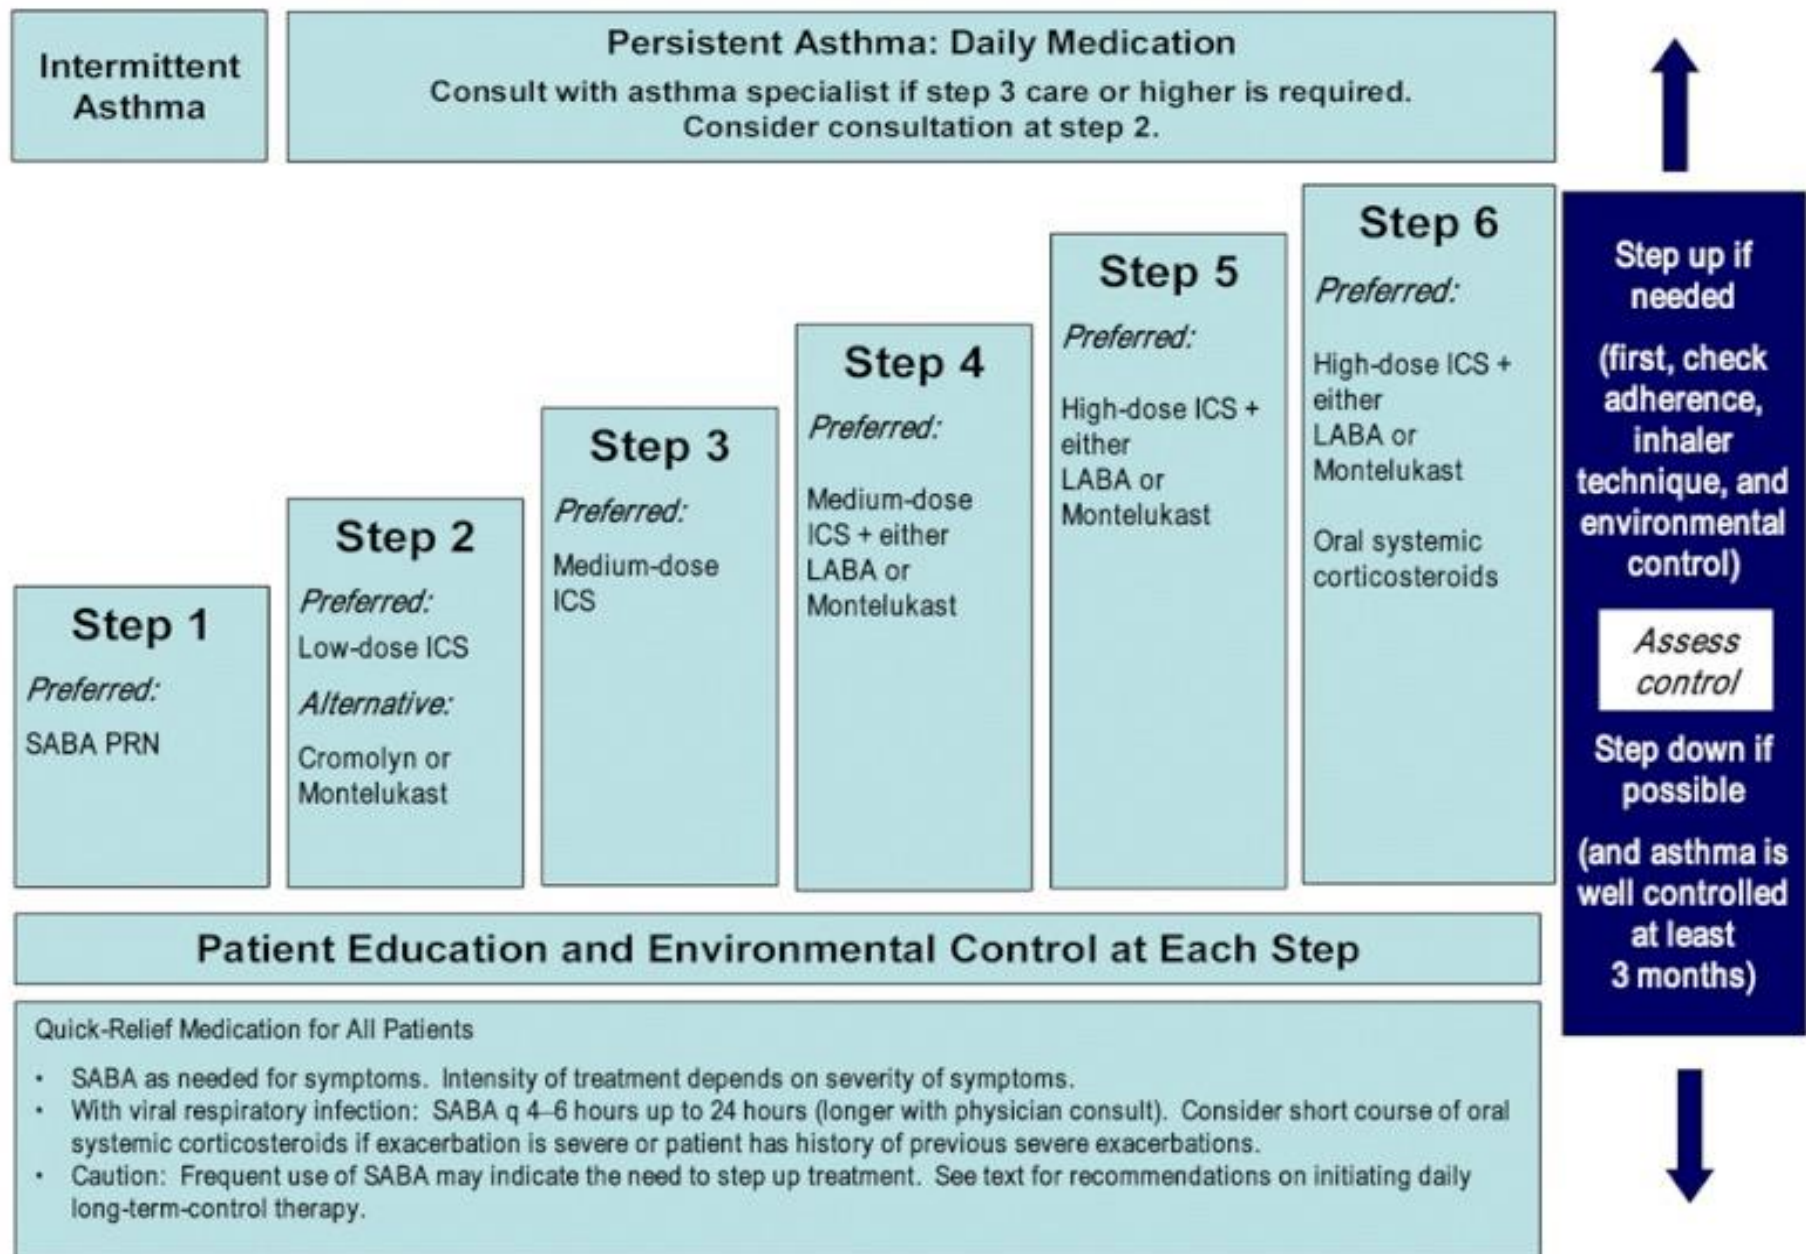 Intermittent
Asthma
Persistent Asthma: Daily Medication
Consult with asthma specialist if step 3 care or higher is required.
Consider consultation at step 2.
Step 1
Preferred:
SABA PRN
Step 2
Preferred:
Low-dose ICS
Alternative:
Cromolyn or
Montelukast
Step 3
Preferred:
Medium-dose
ICS
Step 4
Preferred:
Medium-dose
ICS + either
LABA or
Montelukast
Step 5
Preferred:
High-dose ICS +
either
LABA or
Montelukast
Step 6
Preferred:
High-dose ICS +
either
LABA or
Montelukast
Oral systemic
corticosteroids
Step up if
needed
(first, check
adherence,
inhaler
technique, and
environmental
control)
Assess
control
Step down if
possible
(and asthma is
well controlled
at least
3 months)
Patient Education and Environmental Control at Each Step
Quick-Relief Medication for All Patients
• SABA as needed for symptoms. Intensity of treatment depends on severity of symptoms.
• With viral respiratory infection: SABA q 4–6 hours up to 24 hours (longer with physician consult). Consider short course of oral
systemic corticosteroids if exacerbation is severe or patient has history of previous severe exacerbations.
• Caution: Frequent use of SABA may indicate the need to step up treatment. See text for recommendations on initiating daily
long-term-control therapy.